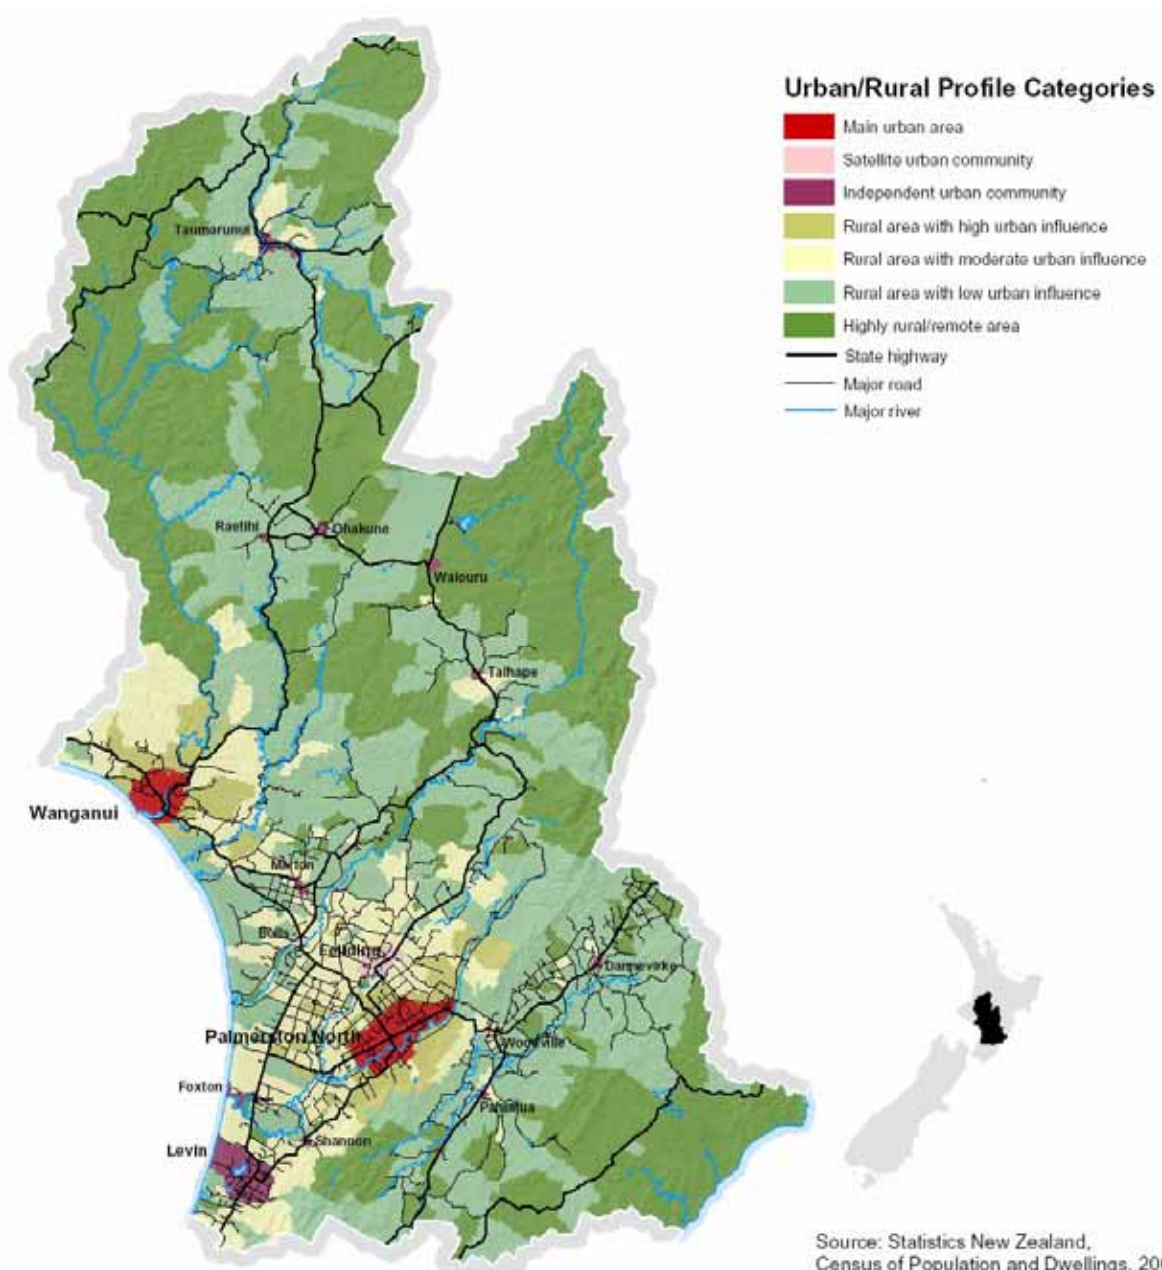 Urban/Rural Profile Categories
Main urban area
Satellite urban community
Independent urban community
Rural area with high urban influence
Rural area with moderate urban influence
Rural area with low urban influence
Highly rural/remote area
State highway
Major road
Major river
Taumarunui
Raetihi
Ohakune
Waiouru
Taihape
Wanganui
Marton
Bulls
Feilding
Dannevirke
Palmerston North
Woodville
Foxton
Pahiatua
Shannon
Levin
Source: Statistics New Zealand,
Census of Population and Dwellings,